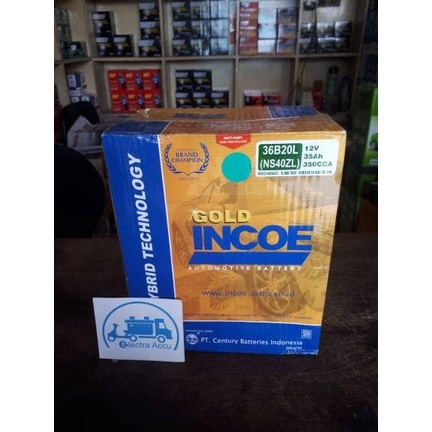 HYBRID TECHNOLOGY
BRAND
CHAMPION
36B20L
(NS40ZL)
12V
35Ah
350CCA
GOLD
INCOE
AUTOMOTIVE BATTERY
www.incoe.astra.co.id
PT. Century Batteries Indonesia
Jakarta
Electra Accu